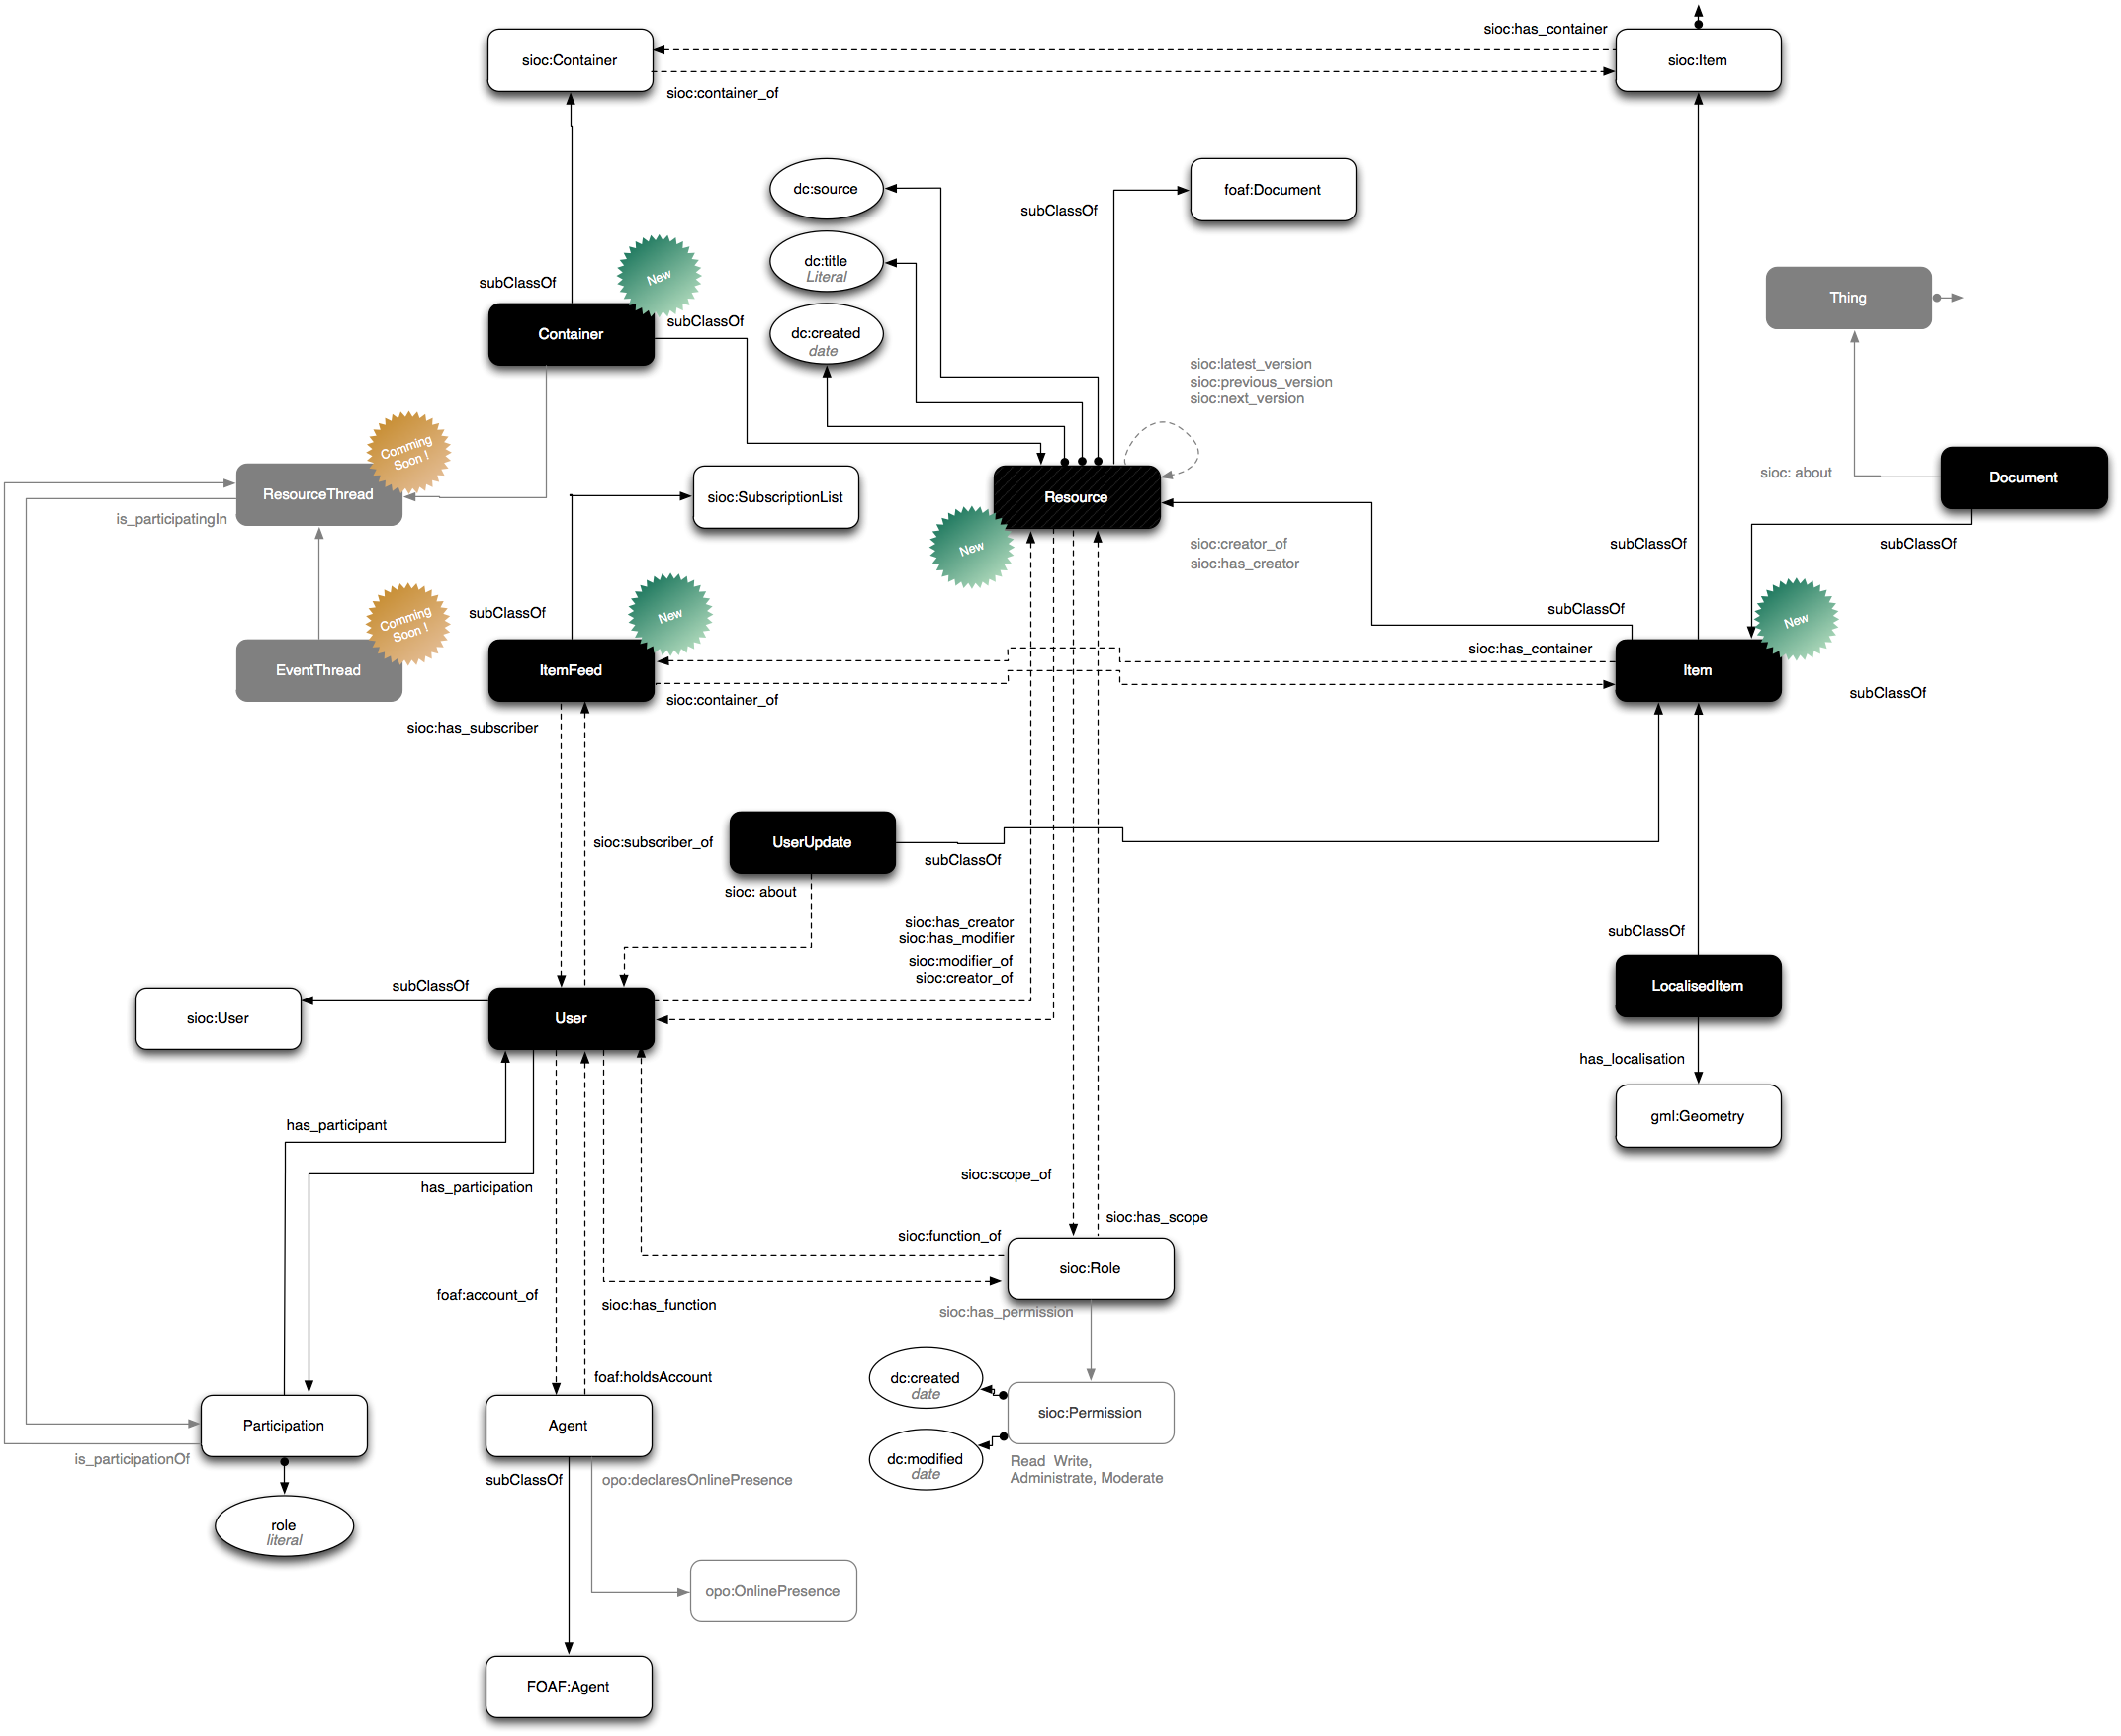 sioc:has_container
sioc:Container
sioc:Item
sioc:container_of
dc:source
foaf:Document
subClassOf
dc:title
Literal
New
subClassOf
Thing
subClassOf
Container
dc:created
date
sioc:latest_version
sioc:previous_version
sioc:next_version
Comming
Soon !
sioc: about
Document
ResourceThread
sioc:SubscriptionList
Resource
is_participatingIn
New
sioc:creator_of
sioc:has_creator
subClassOf
subClassOf
Comming
Soon !
subClassOf
New
subClassOf
New
sioc:has_container
EventThread
ItemFeed
Item
sioc:container_of
subClassOf
sioc:has_subscriber
sioc:subscriber_of
UserUpdate
subClassOf
sioc: about
sioc:has_creator
sioc:has_modifier
sioc:modifier_of
sioc:creator_of
subClassOf
subClassOf
LocalisedItem
sioc:User
User
has_localisation
gml:Geometry
has_participant
has_participation
sioc:scope_of
sioc:has_scope
sioc:function_of
sioc:Role
foaf:account_of
sioc:has_function
sioc:has_permission
foaf:holdsAccount
dc:created
date
sioc:Permission
Participation
Agent
is_participationOf
dc:modified
date
Read  Write,
Administrate, Moderate
subClassOf
opo:declaresOnlinePresence
role
literal
opo:OnlinePresence
FOAF:Agent